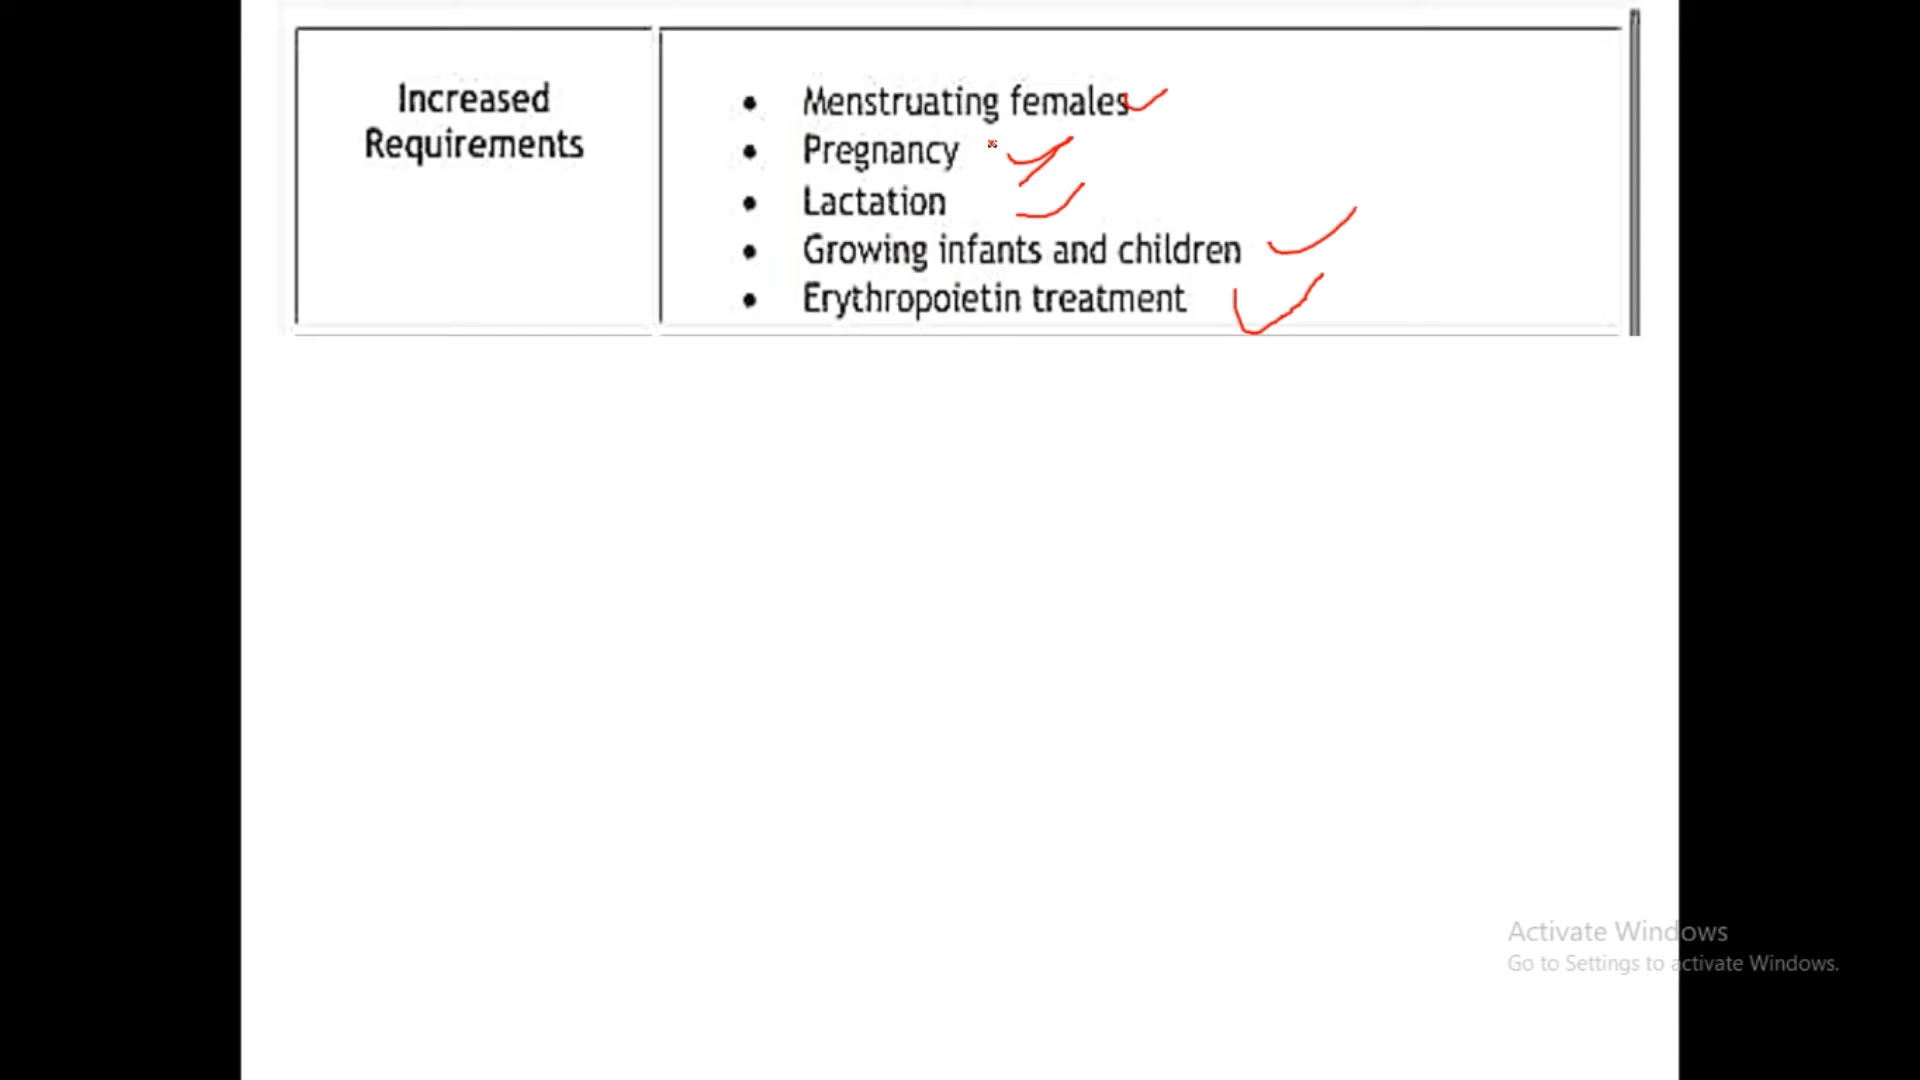 Increased
Requirements
• Menstruating females
• Pregnancy
• Lactation
• Growing infants and children
• Erythropoietin treatment
Activate Windows
Go to Settings to activate Windows.